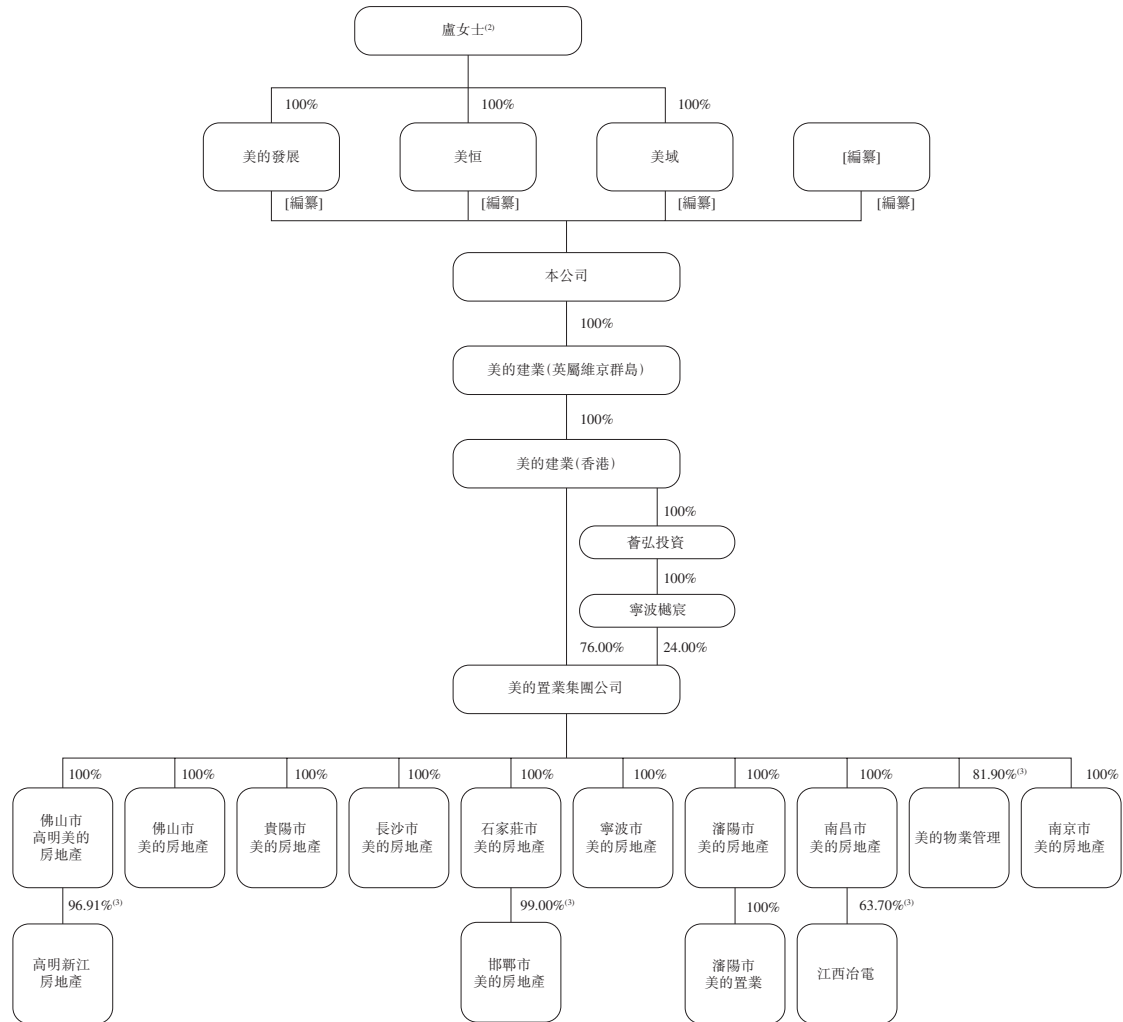 盧女士(2)
100%
100%
100%
美的發展
美恒
美域
[編纂]
[編纂]
[編纂]
[編纂]
[編纂]
本公司
100%
美的建業(英屬維京群島)
100%
美的建業(香港)
100%
薈弘投資
100%
寧波樾宸
76.00%
24.00%
美的置業集團公司
100%
100%
100%
100%
100%
100%
100%
100%
81.90%(3)
100%
佛山市
高明美的
房地產
佛山市
美的房地產
貴陽市
美的房地產
長沙市
美的房地產
石家莊市
美的房地產
寧波市
美的房地產
瀋陽市
美的房地產
南昌市
美的房地產
美的物業管理
南京市
美的房地產
96.91%(3)
99.00%(3)
100%
63.70%(3)
高明新江
房地產
邯鄲市
美的房地產
瀋陽市
美的置業
江西冶電